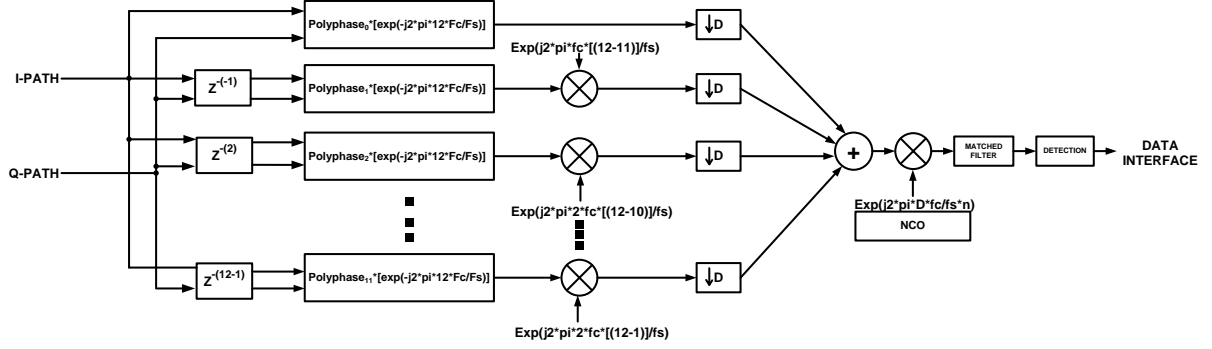 Polyphase0*[exp(-j2*pi*12*Fc/Fs)]
↓D
Exp(j2*pi*fc*[(12-11)]/fs)
I-PATH
Z-(-1)
Polyphase1*[exp(-j2*pi*12*Fc/Fs)]
↓D
Z-(2)
Polyphase2*[exp(-j2*pi*12*Fc/Fs)]
↓D
+
MATCHED
FILTER
DETECTION
DATA
INTERFACE
Q-PATH
Exp(j2*pi*2*fc*[(12-10)]/fs)
Exp(j2*pi*D*fc/fs*n)
NCO
Z-(12-1)
Polyphase11*[exp(-j2*pi*12*Fc/Fs)]
↓D
Exp(j2*pi*2*fc*[(12-1)]/fs)